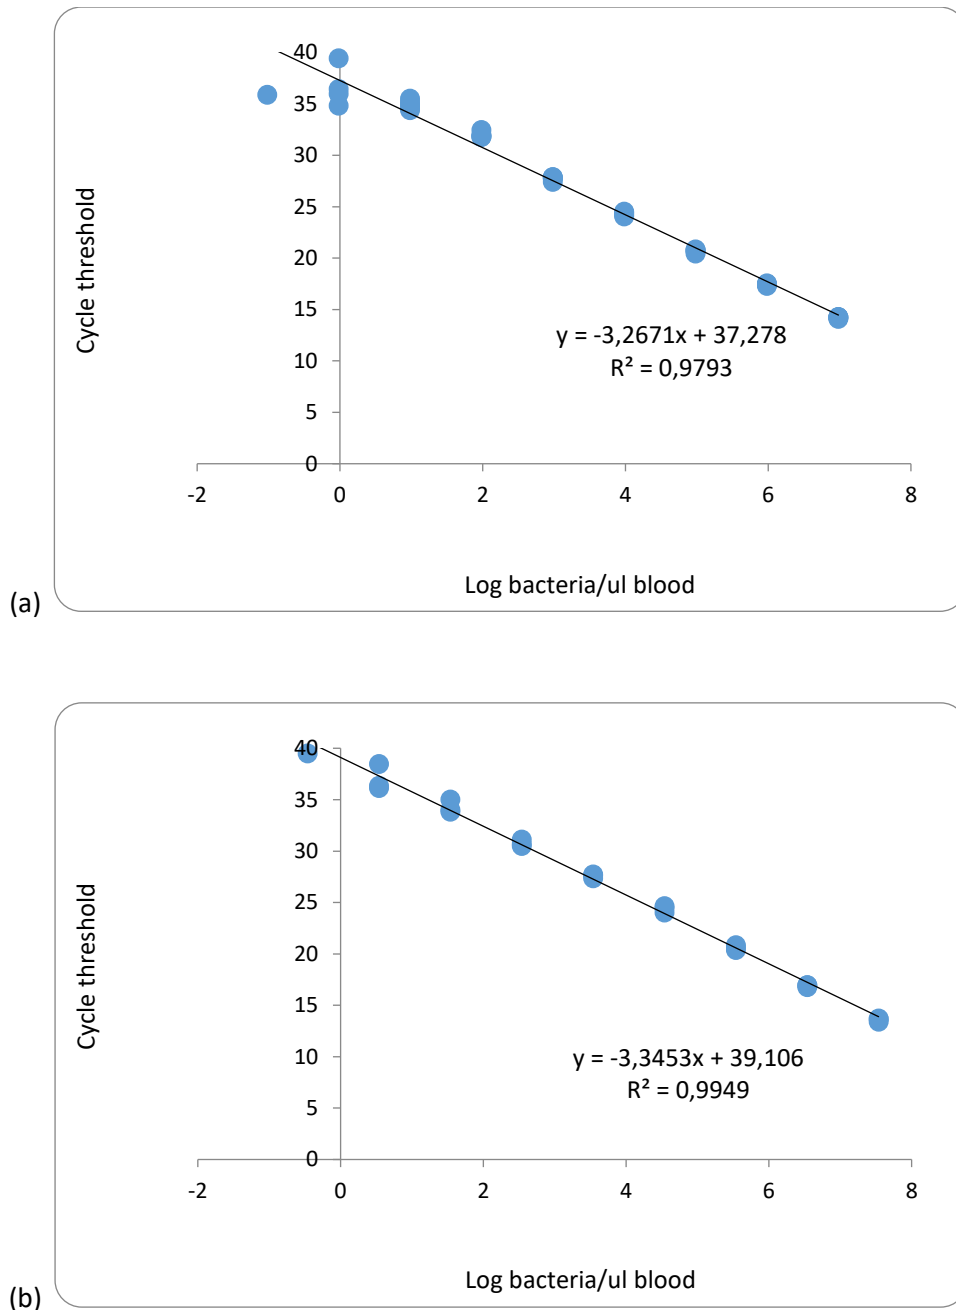 40
35
30
25
20
15
10
5
0
-2 0 2 4 6 8
Cycle threshold
y = -3,2671x + 37,278
R² = 0,9793
Log bacteria/ul blood
(a)
40
35
30
25
20
15
10
5
0
-2 0 2 4 6 8
Cycle threshold
y = -3,3453x + 39,106
R² = 0,9949
Log bacteria/ul blood
(b)